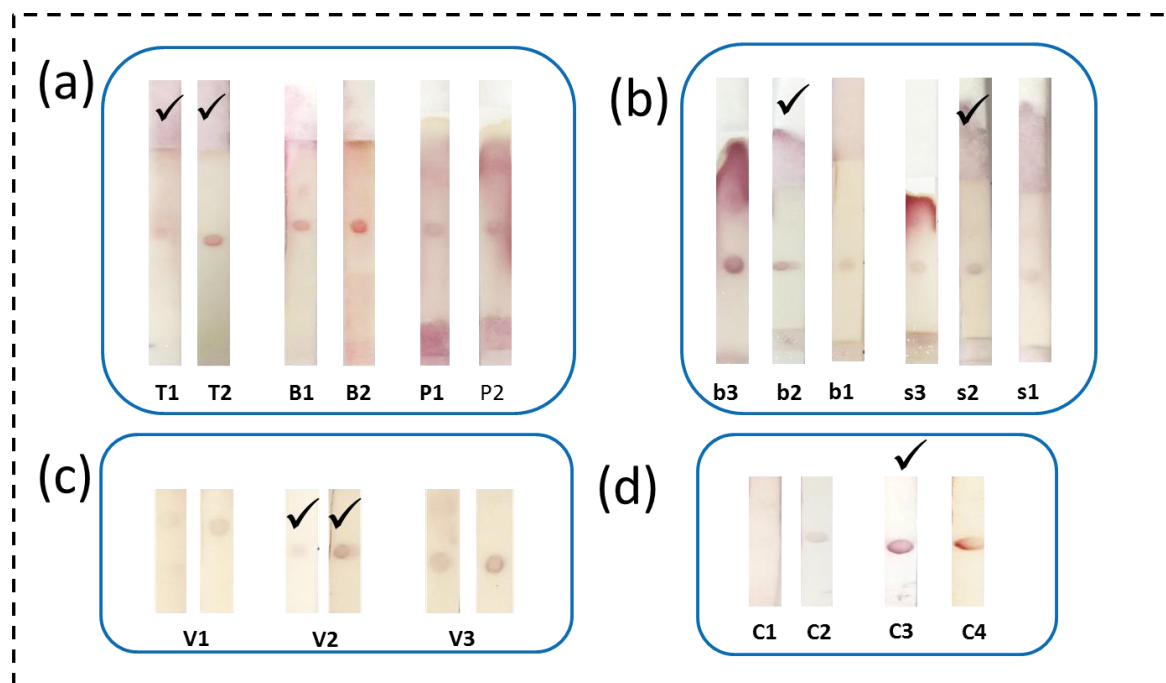 (a)
T1 T2 B1 B2 P1 P2
(b)
b3 b2 b1 s3 s2 s1
(c)
V1 V2 V3
(d)
C1 C2 C3 C4